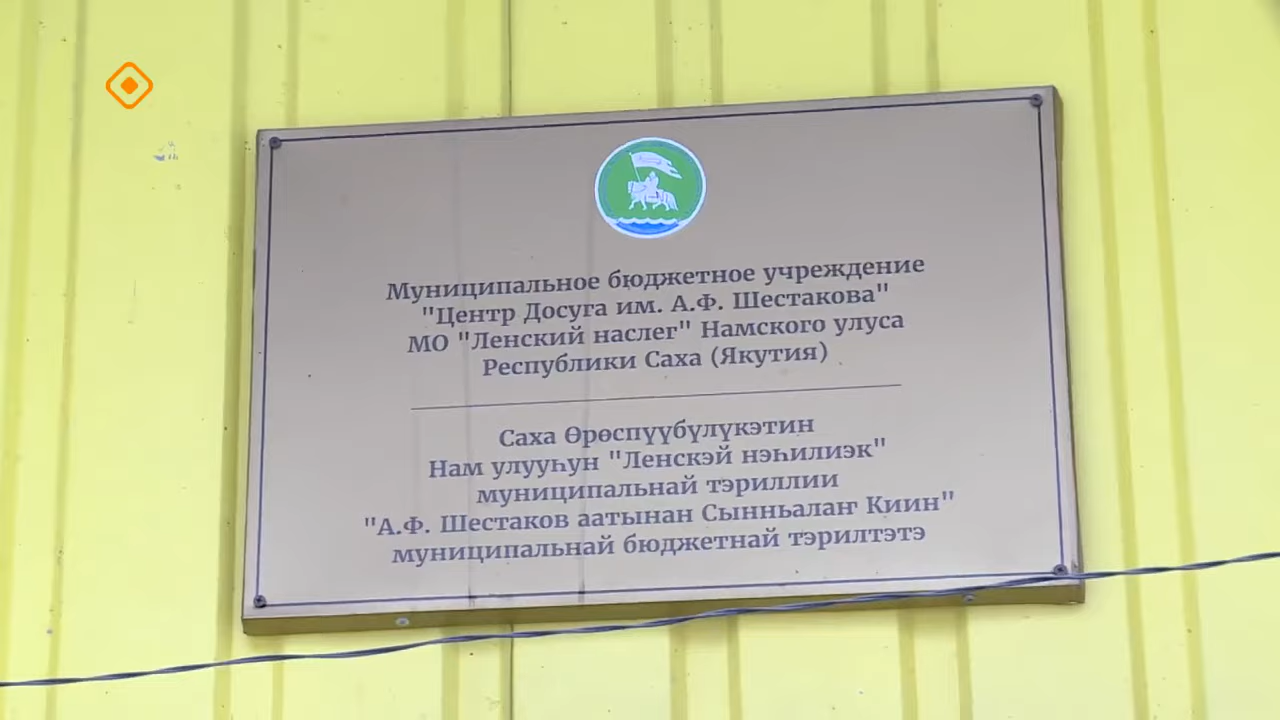 Муниципальное бюджетное учреждение
"Центр Досуга им. А.Ф. Шестакова"
МО "Ленский наслег" Намского улуса
Республики Саха (Якутия)
Саха Өрөспүүбүлүкэтин
Нам улууһун "Ленскэй нэһилиэк"
муниципальнай тэриллии
"А.Ф. Шестаков аатынан Сынньалаҥ Киин"
муниципальнай бюджетнай тэрилтэтэ